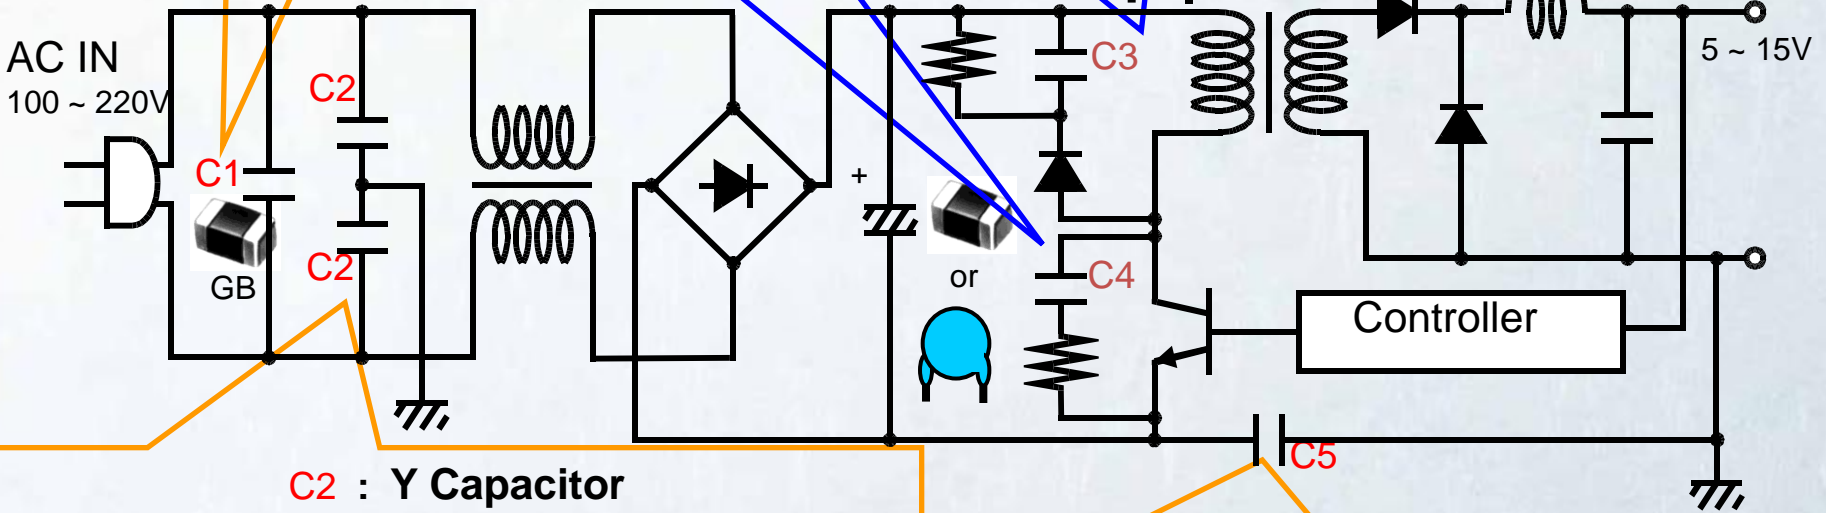 AC IN
100 ~ 220V
C1
GB
C2
C2
+
or
C3
C4
Controller
5 ~ 15V
C5
C2 : Y Capacitor